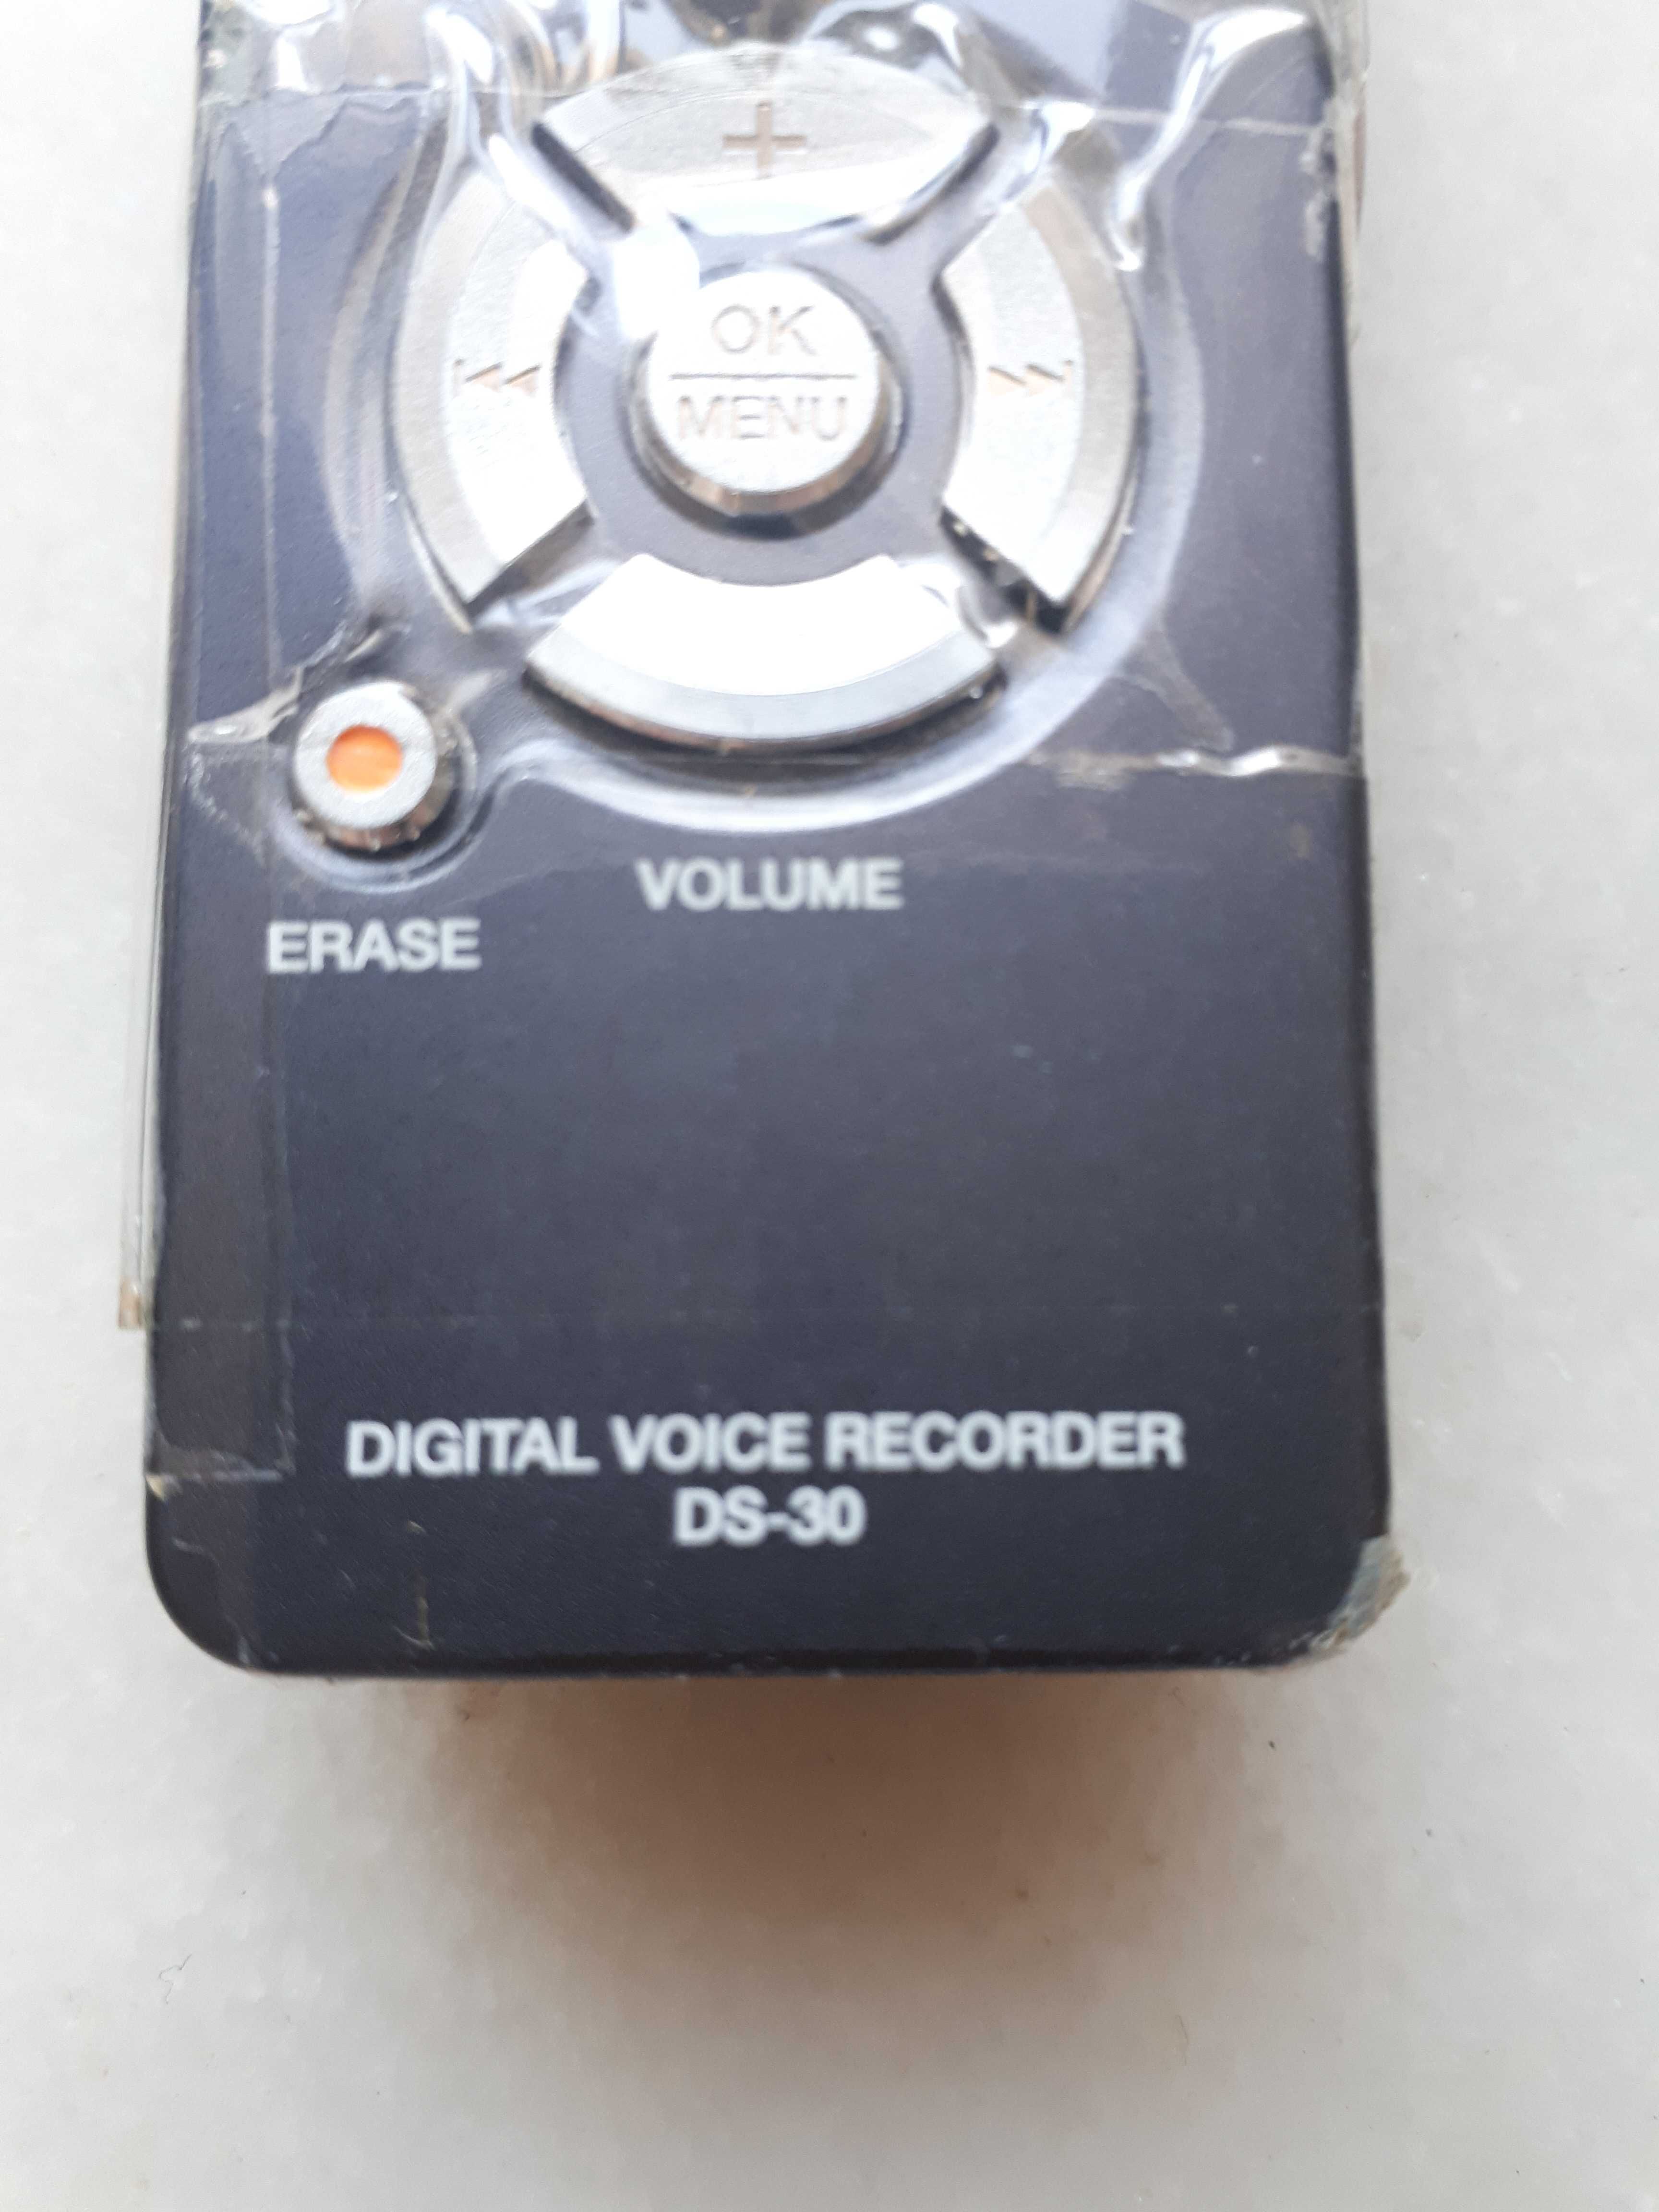 +
OK
MENU
VOLUME
ERASE
DIGITAL VOICE RECORDER
DS-30